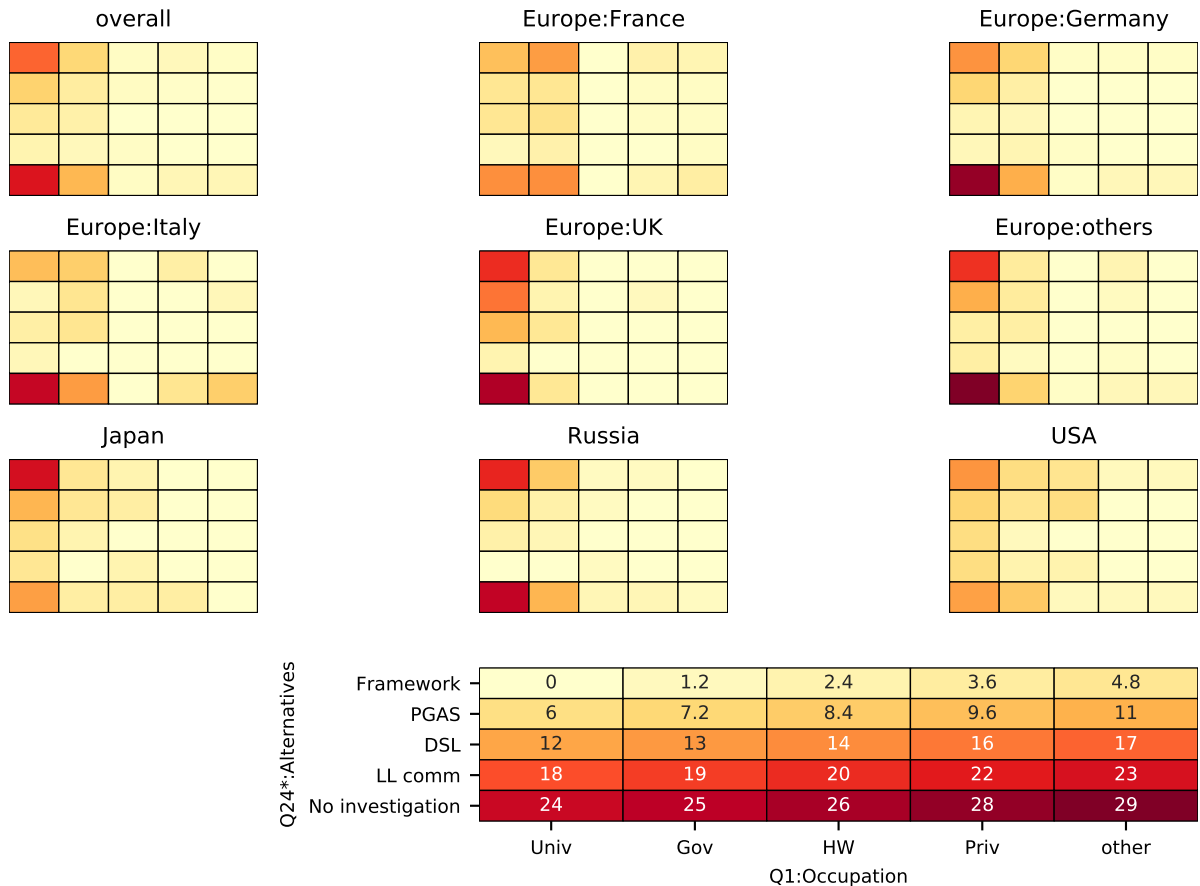 overall
Europe:France
Europe:Germany
Europe:Italy
Europe:UK
Europe:others
Japan
Russia
USA
Q24*:Alternatives
Framework 0 1.2 2.4 3.6 4.8
PGAS 6 7.2 8.4 9.6 11
DSL 12 13 14 16 17
LL comm 18 19 20 22 23
No investigation 24 25 26 28 29
Univ Gov HW Priv other
Q1:Occupation